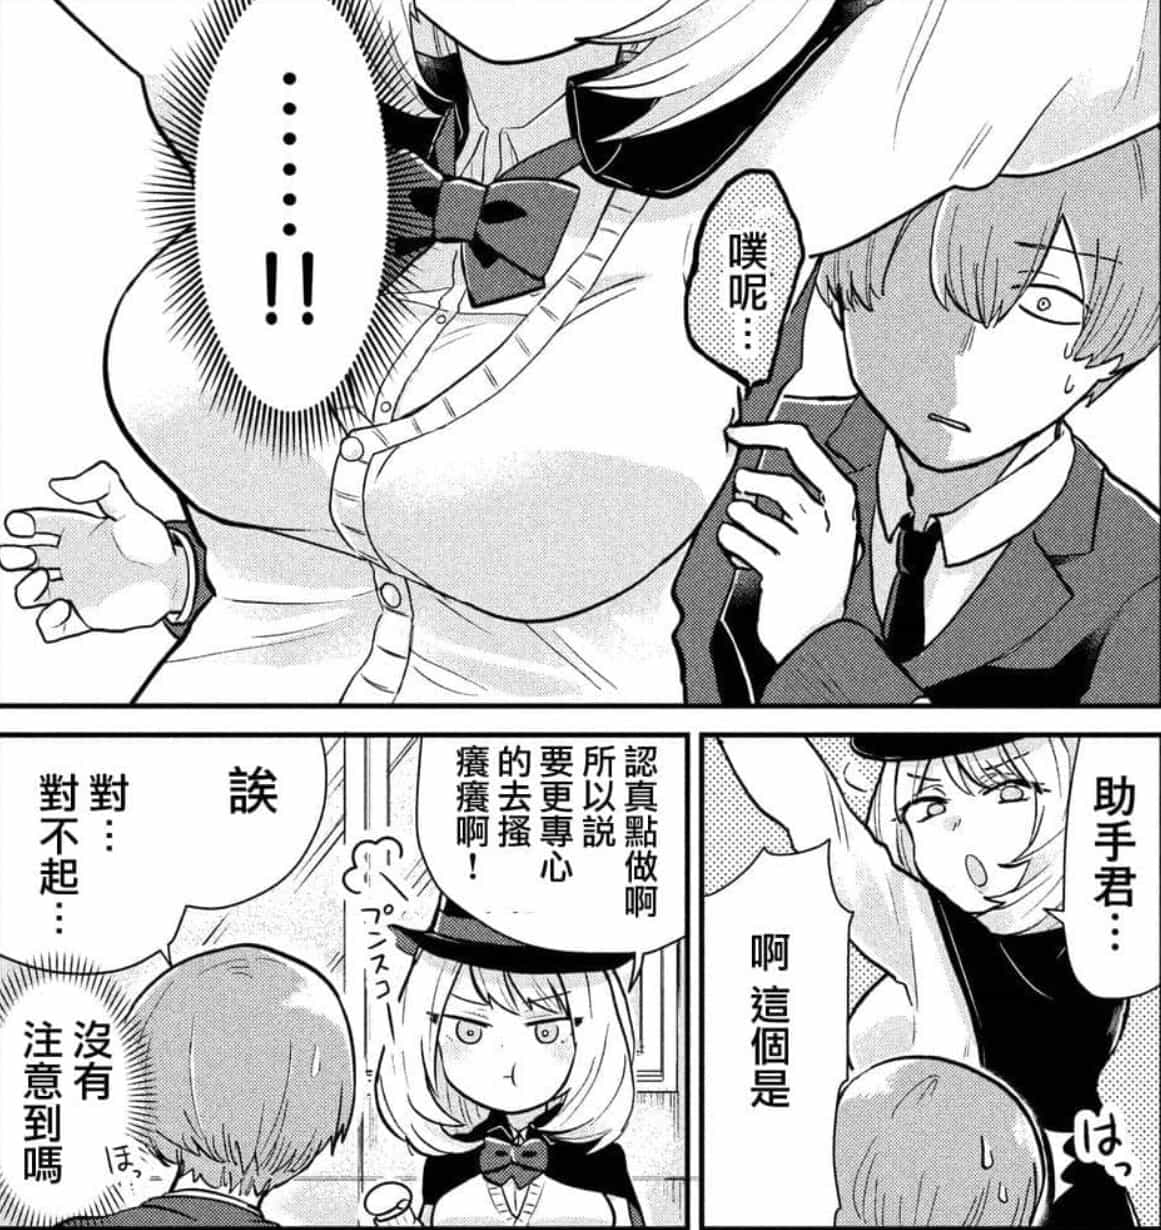 噗呢…
……!!
助手君…
啊 這個是
はっ
認真點做啊
所以説
要更專心
的去搔
癢癢啊！
プンスコ
誒
對…
對不起…
沒有
注意到嗎
ほっ